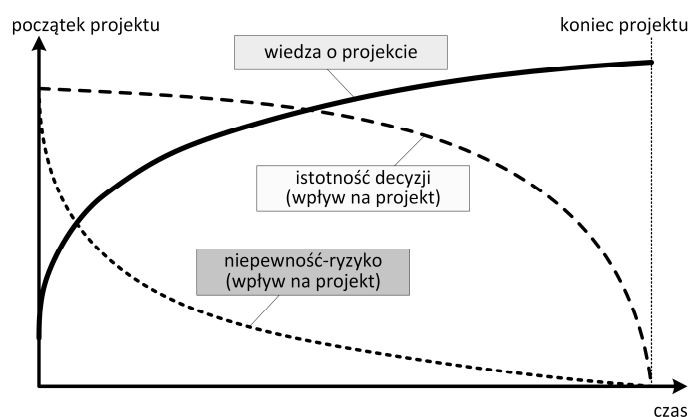 początek projektu
koniec projektu
wiedza o projekcie
istotność decyzji
(wpływ na projekt)
niepewność-ryzyko
(wpływ na projekt)
czas